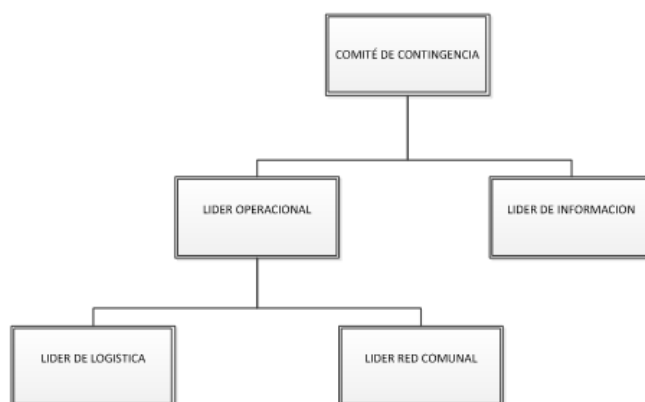 COMITÉ DE CONTINGENCIA
LIDER OPERACIONAL
LIDER DE INFORMACION
LIDER DE LOGISTICA
LIDER RED COMUNAL